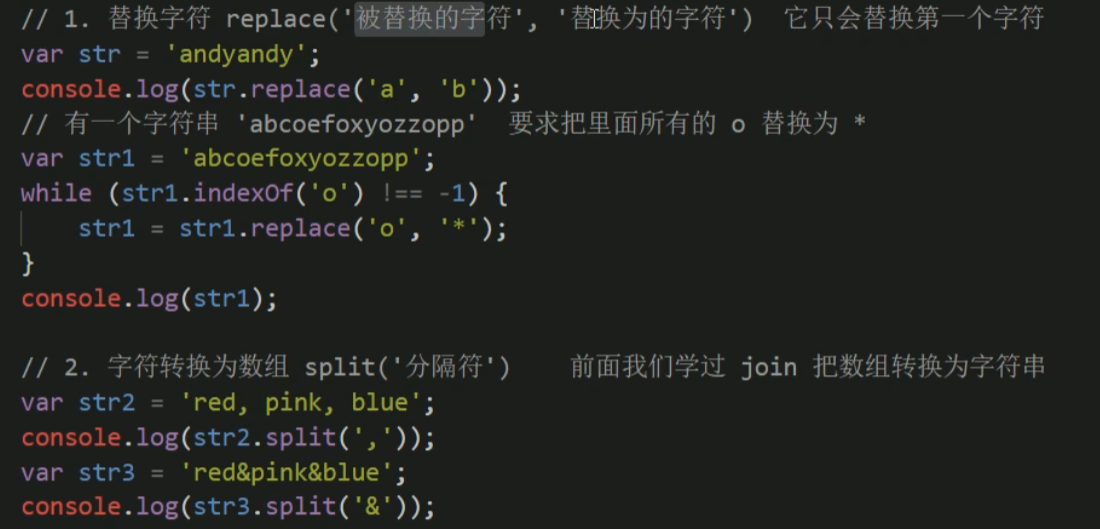 // 1. 替换字符 replace('被替换的字符', '替换为的字符')  它只会替换第一个字符
var str = 'andyandy';
console.log(str.replace('a', 'b'));
// 有一个字符串 'abcoefoxyozzopp'  要求把里面所有的 o 替换为 *
var str1 = 'abcoefoxyozzopp';
while (str1.indexOf('o') !== -1) {
    str1 = str1.replace('o', '*');
}
console.log(str1);
// 2. 字符转换为数组 split('分隔符')    前面我们学过 join 把数组转换为字符串
var str2 = 'red, pink, blue';
console.log(str2.split(','));
var str3 = 'red&pink&blue';
console.log(str3.split('&'));